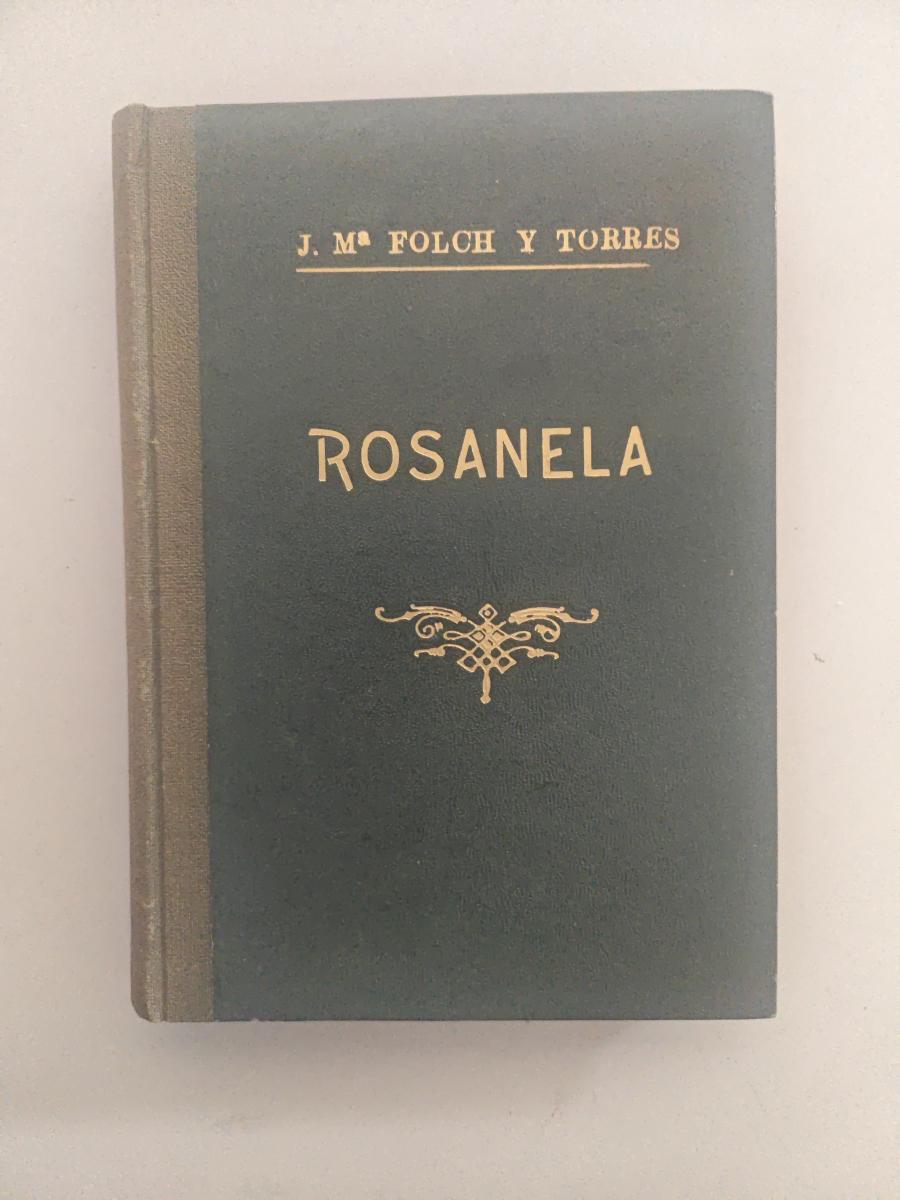 J. Mª FOLCH Y TORRES
ROSANELA